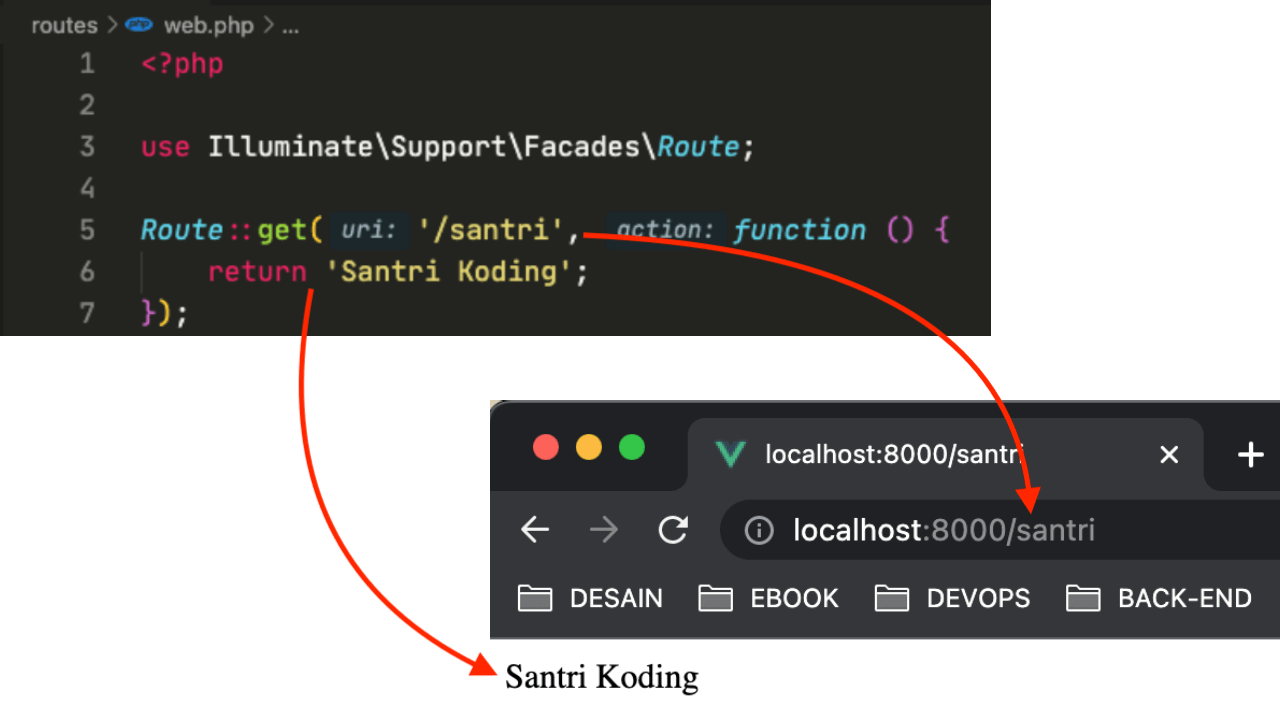 routes > php web.php > ...
1 <?php
2
3 use Illuminate\Support\Facades\Route;
4
5 Route::get( uri: '/santri', action: function () {
6 return 'Santri Koding';
7 });
localhost:8000/santri
localhost:8000/santri
DESAIN EBOOK DEVOPS BACK-END
Santri Koding